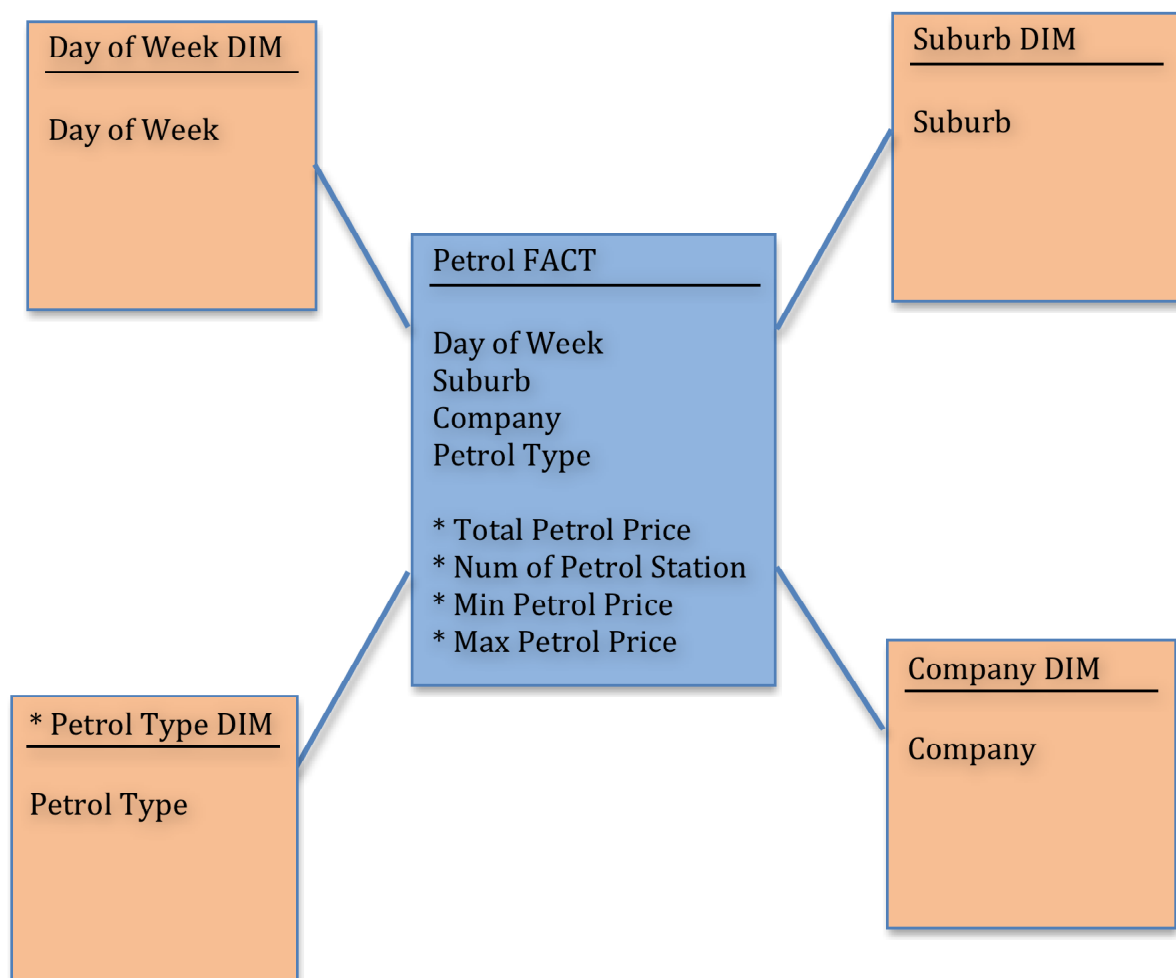 Day of Week DIM
Day of Week
Suburb DIM
Suburb
Petrol FACT
Day of Week
Suburb
Company
Petrol Type
* Total Petrol Price
* Num of Petrol Station
* Min Petrol Price
* Max Petrol Price
* Petrol Type DIM
Petrol Type
Company DIM
Company